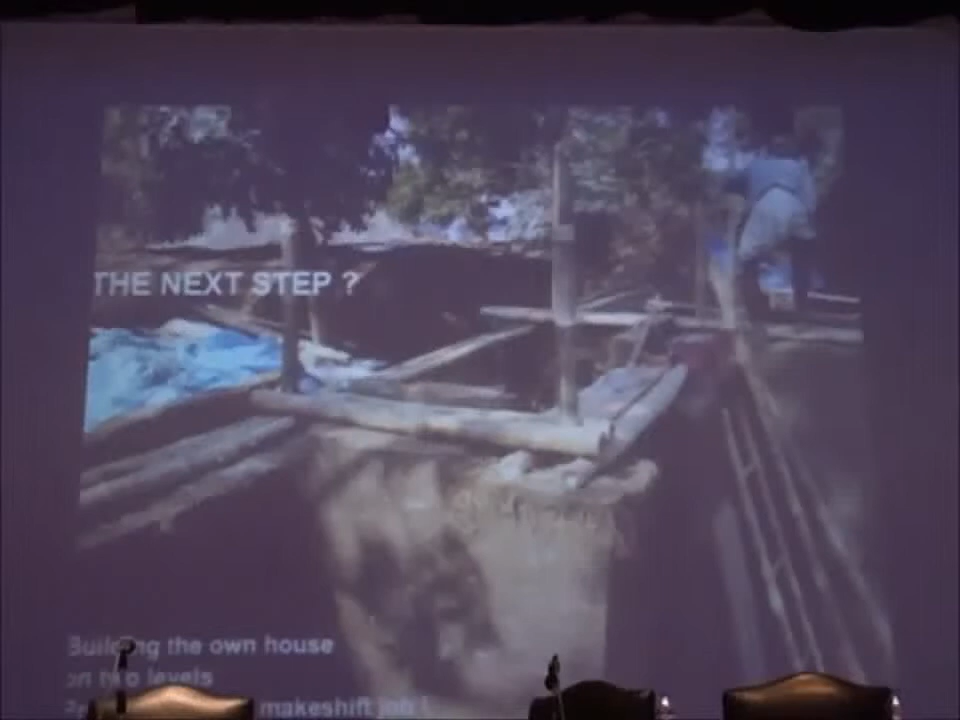 THE NEXT STEP ?
Building the own house
on two levels
makeshift job !